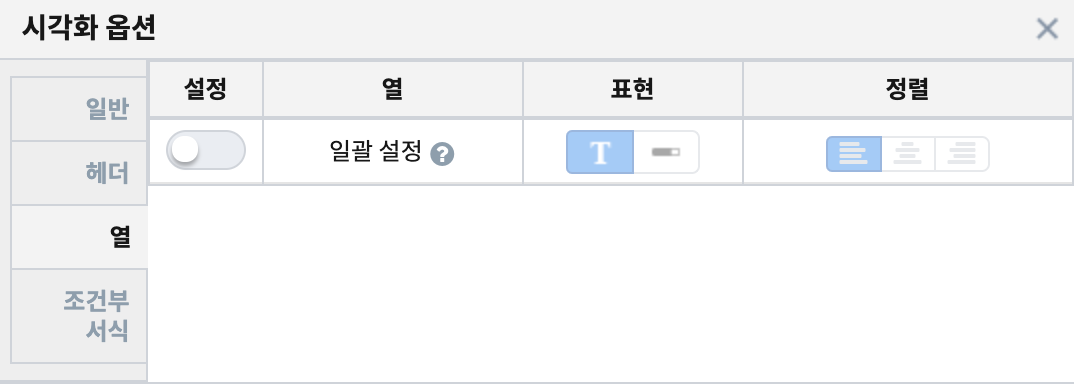 시각화 옵션
설정 열 표현 정렬
일반
일괄 설정 ? T
헤더
열
조건부
서식